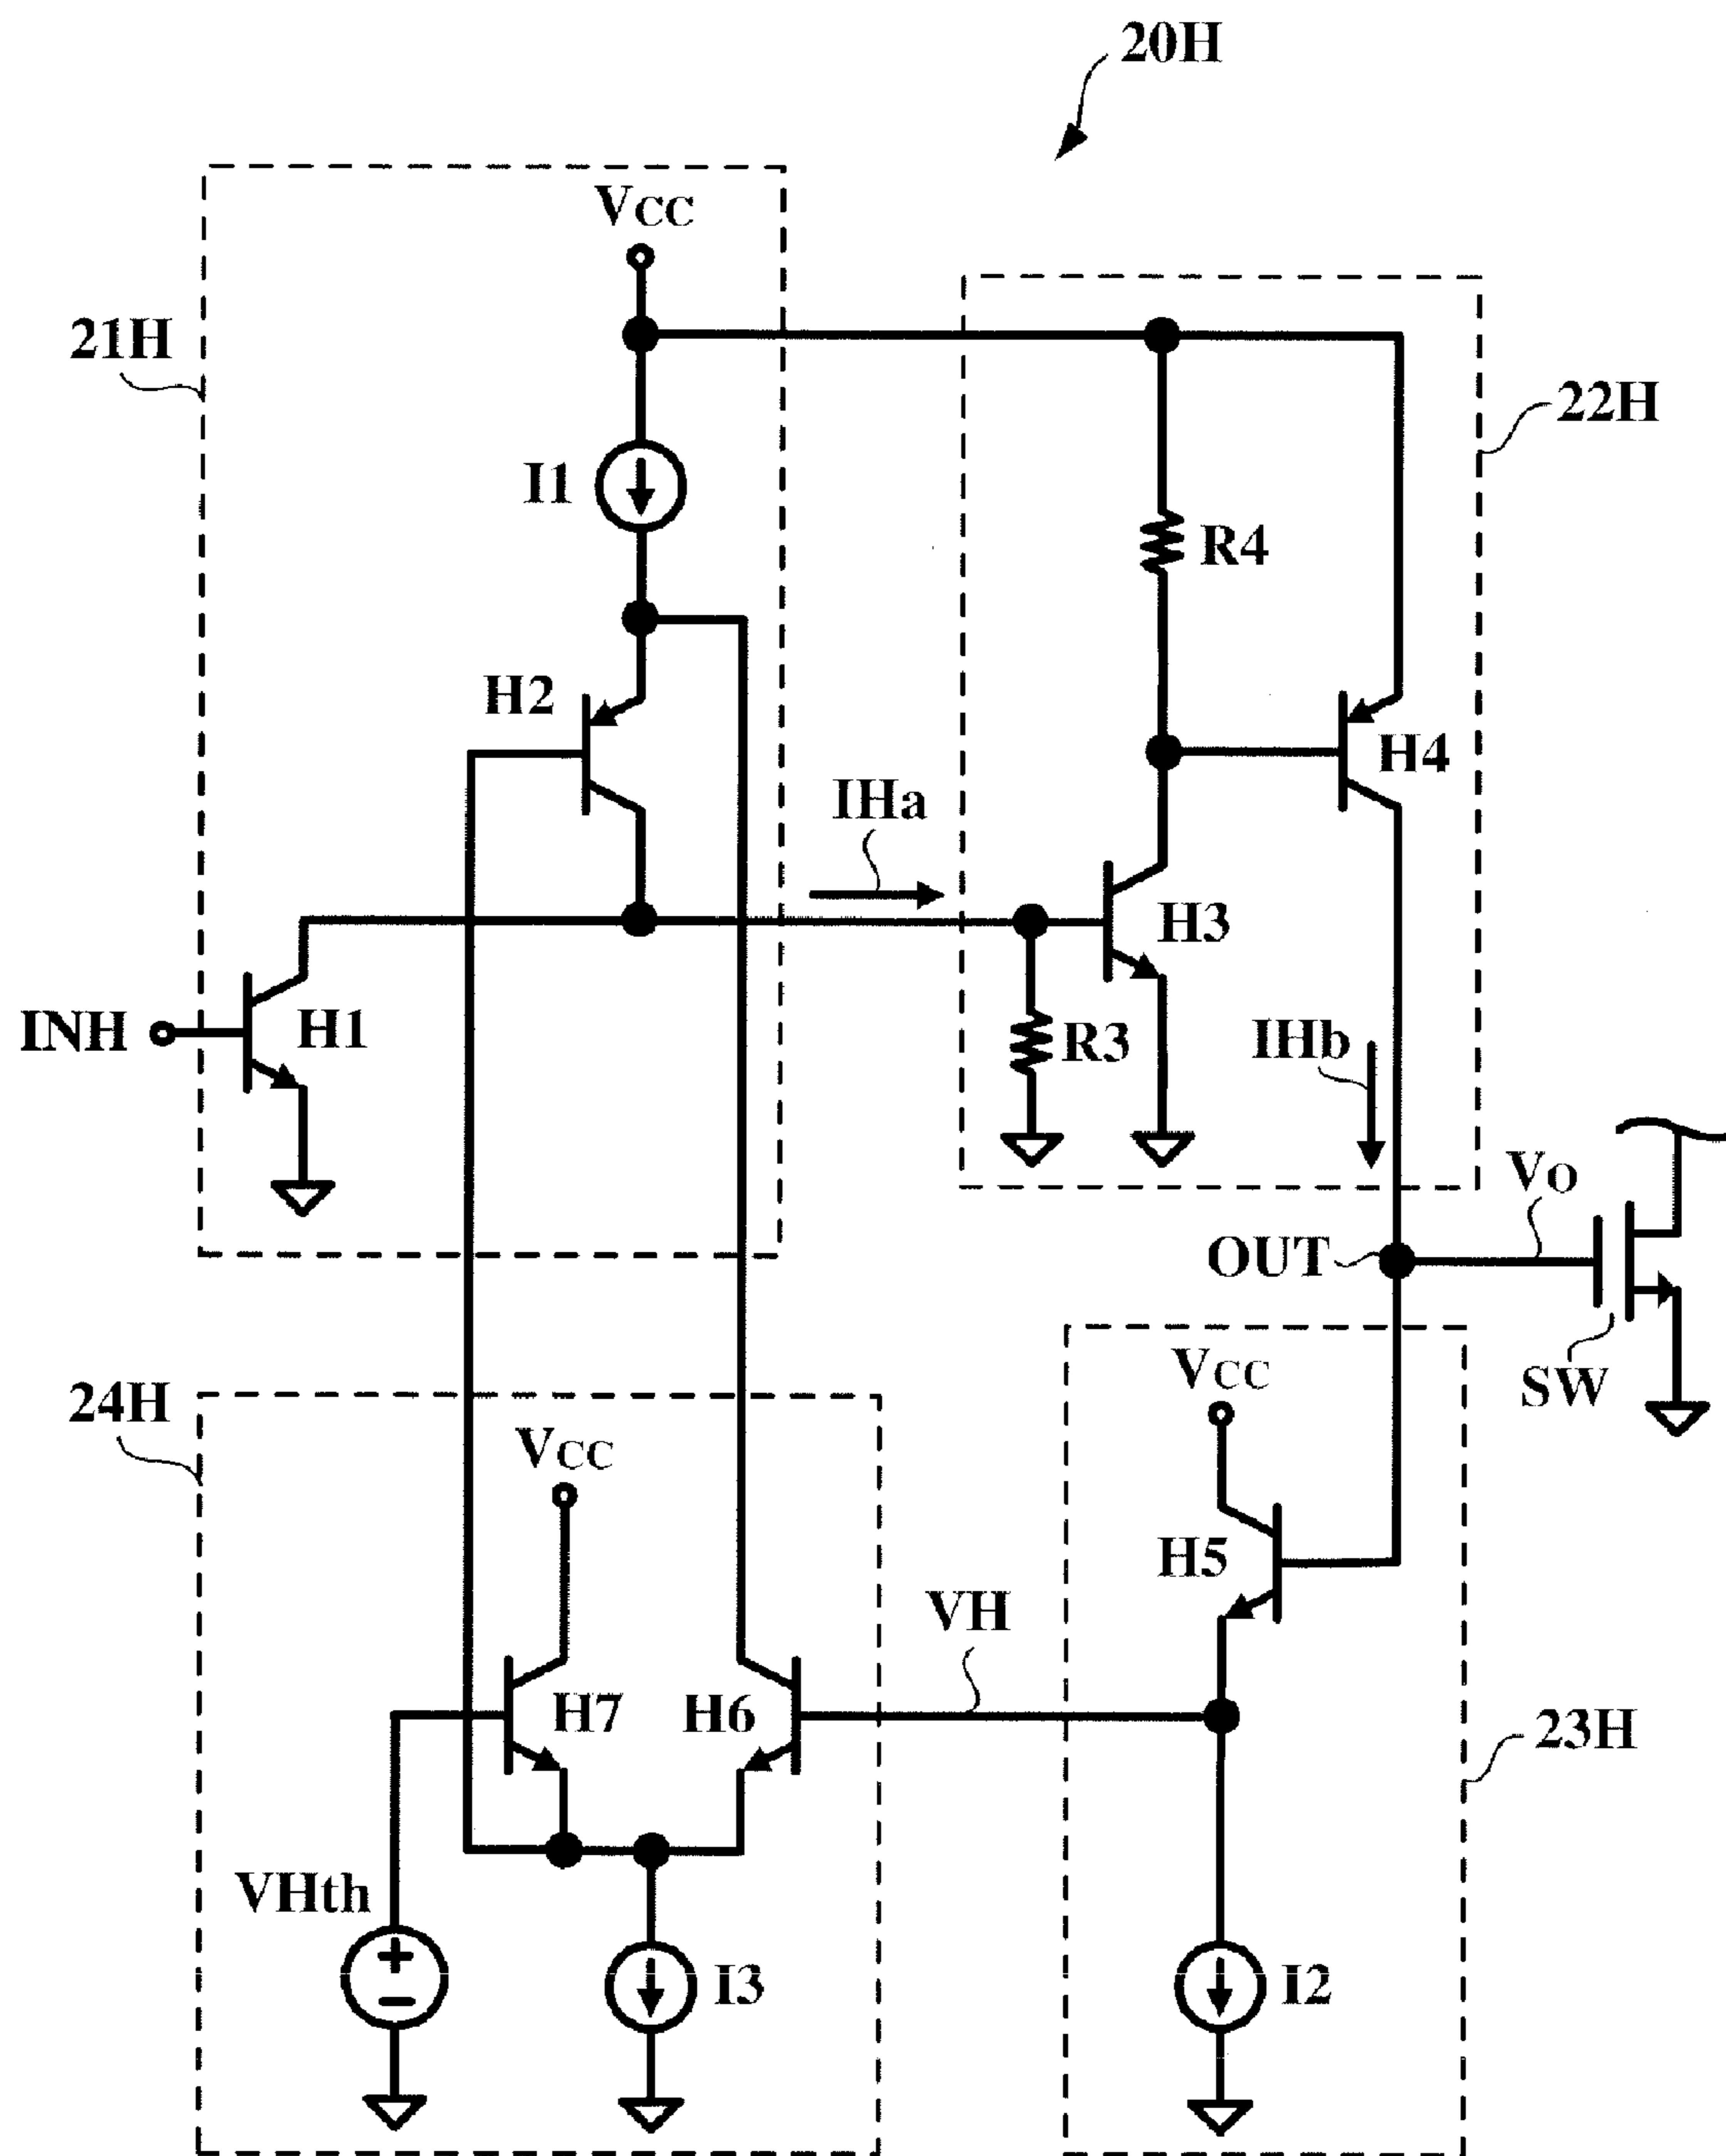 20H
VCC
21H
22H
I1
R4
H2
H4
IHa
H3
INH
H1
R3
IHb
VO
OUT
VCC
SW
24H
VCC
H5
VH
H7
H6
23H
VHth
I3
I2